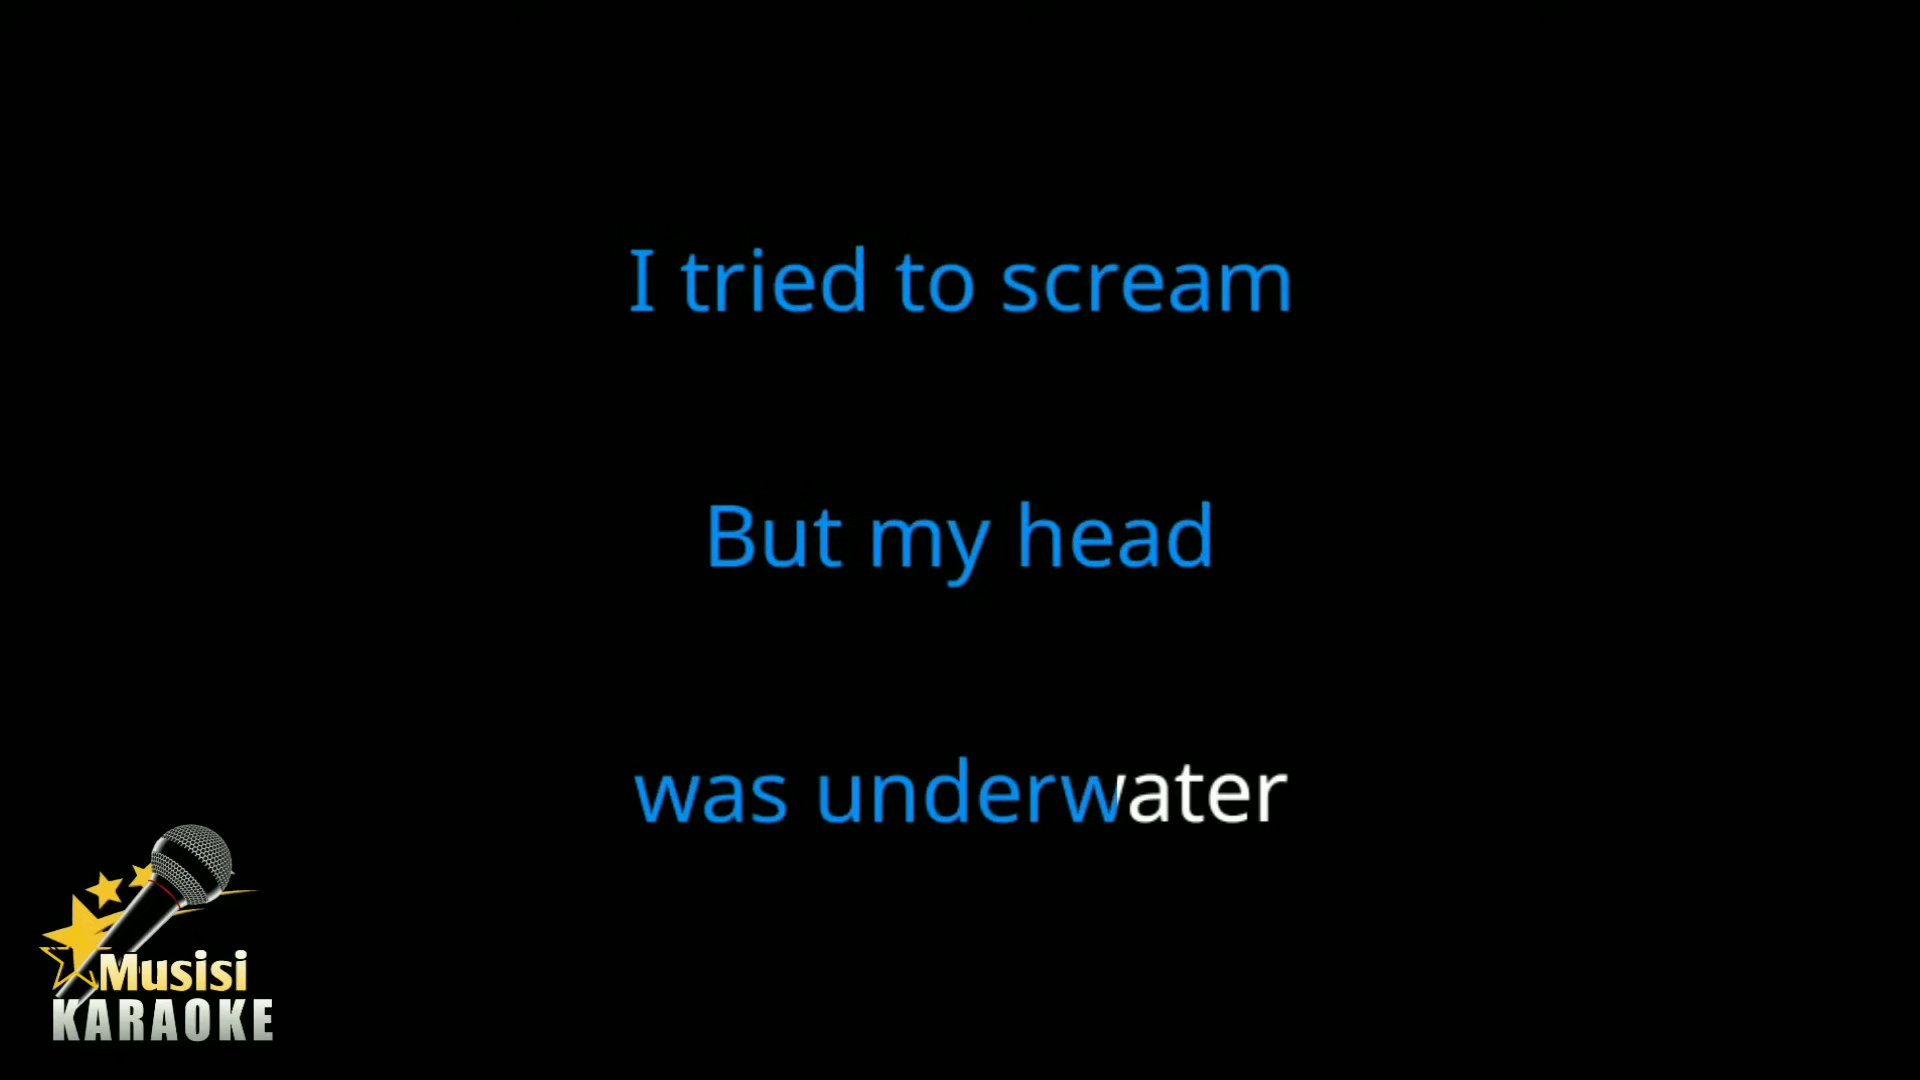 I tried to scream
But my head
was underwater
Musisi
KARAOKE